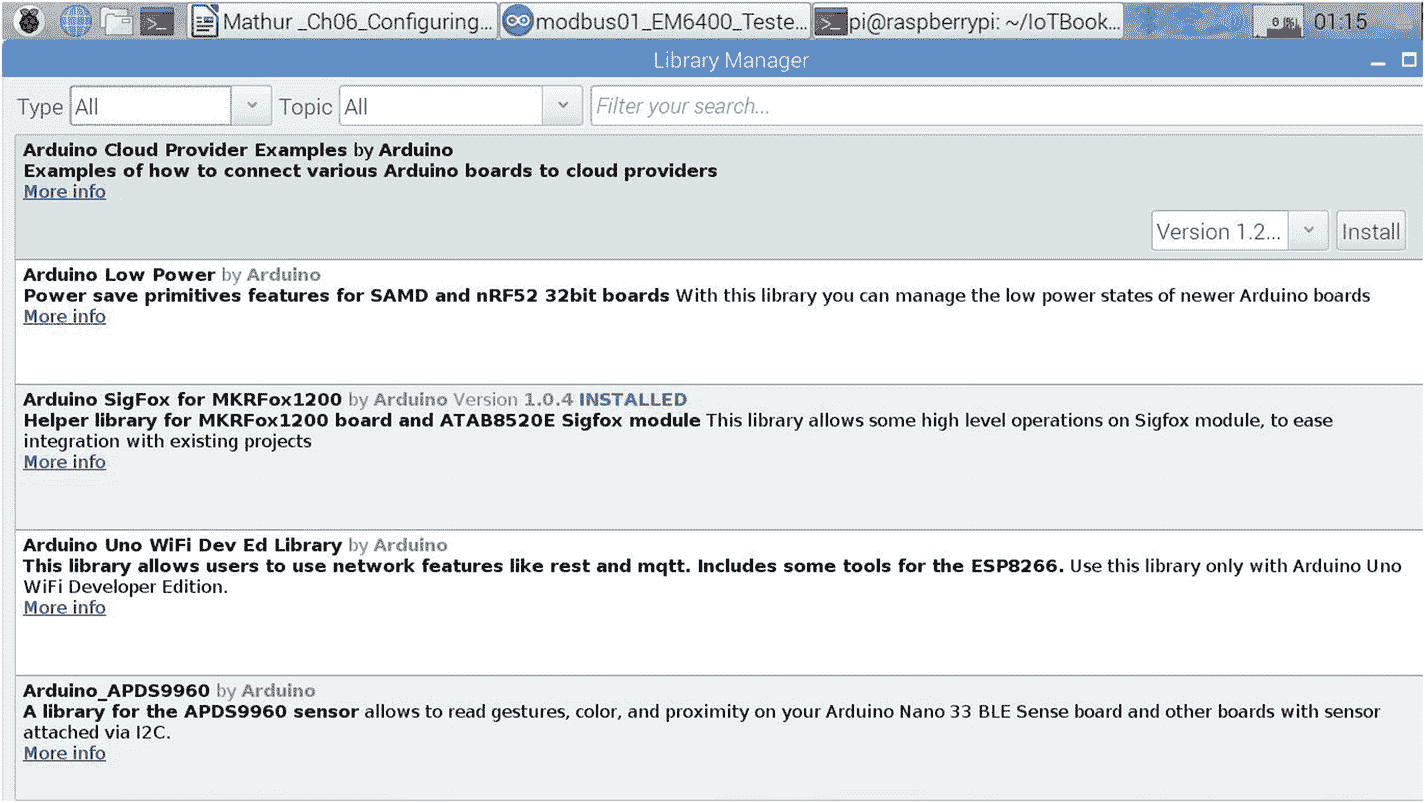 Mathur _Ch06_Configuring... modbus01_EM6400_Teste... pi@raspberrypi: ~/IoTBook... 01:15
Library Manager
Type All Topic All Filter your search...
Arduino Cloud Provider Examples by Arduino
Examples of how to connect various Arduino boards to cloud providers
More info
Version 1.2... Install
Arduino Low Power by Arduino
Power save primitives features for SAMD and nRF52 32bit boards With this library you can manage the low power states of newer Arduino boards
More info
Arduino SigFox for MKRFox1200 by Arduino Version 1.0.4 INSTALLED
Helper library for MKRFox1200 board and ATAB8520E Sigfox module This library allows some high level operations on Sigfox module, to ease
integration with existing projects
More info
Arduino Uno WiFi Dev Ed Library by Arduino
This library allows users to use network features like rest and mqtt. Includes some tools for the ESP8266. Use this library only with Arduino Uno
WiFi Developer Edition.
More info
Arduino_APDS9960 by Arduino
A library for the APDS9960 sensor allows to read gestures, color, and proximity on your Arduino Nano 33 BLE Sense board and other boards with sensor
attached via I2C.
More info